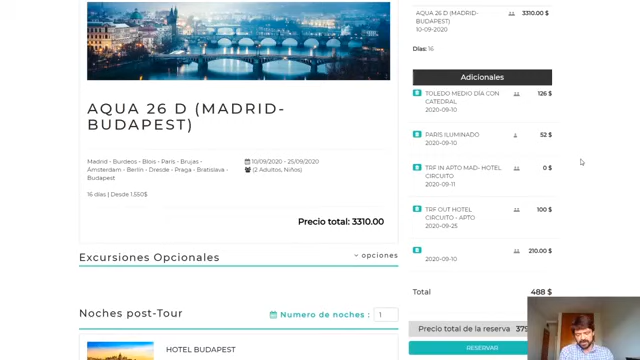 AQUA 26 D (MADRID-
BUDAPEST)
Madrid - Burdeos - Blois - Paris - Brujas -
Amsterdam - Berlín - Dresde - Praga - Bratislava -
Budapest
10/09/2020 - 25/09/2020
(2 Adultos, Niños)
16 días | Desde 1.550$
Precio total: 3310.00
Excursiones Opcionales
opciones
Noches post-Tour
Numero de noches :
1
HOTEL BUDAPEST
AQUA 26 D (MADRID-
BUDAPEST)
10-09-2020
3310.00 $
Días: 16
Adicionales
TOLEDO MEDIO DÍA CON
CATEDRAL
2020-09-10
126 $
PARIS ILUMINADO
2020-09-10
52 $
TRF IN APTO MAD- HOTEL
CIRCUITO
2020-09-11
0 $
TRF OUT HOTEL
CIRCUITO - APTO
2020-09-25
100 $
2020-09-10
210.00 $
Total
488 $
Precio total de la reserva
RESERVAR